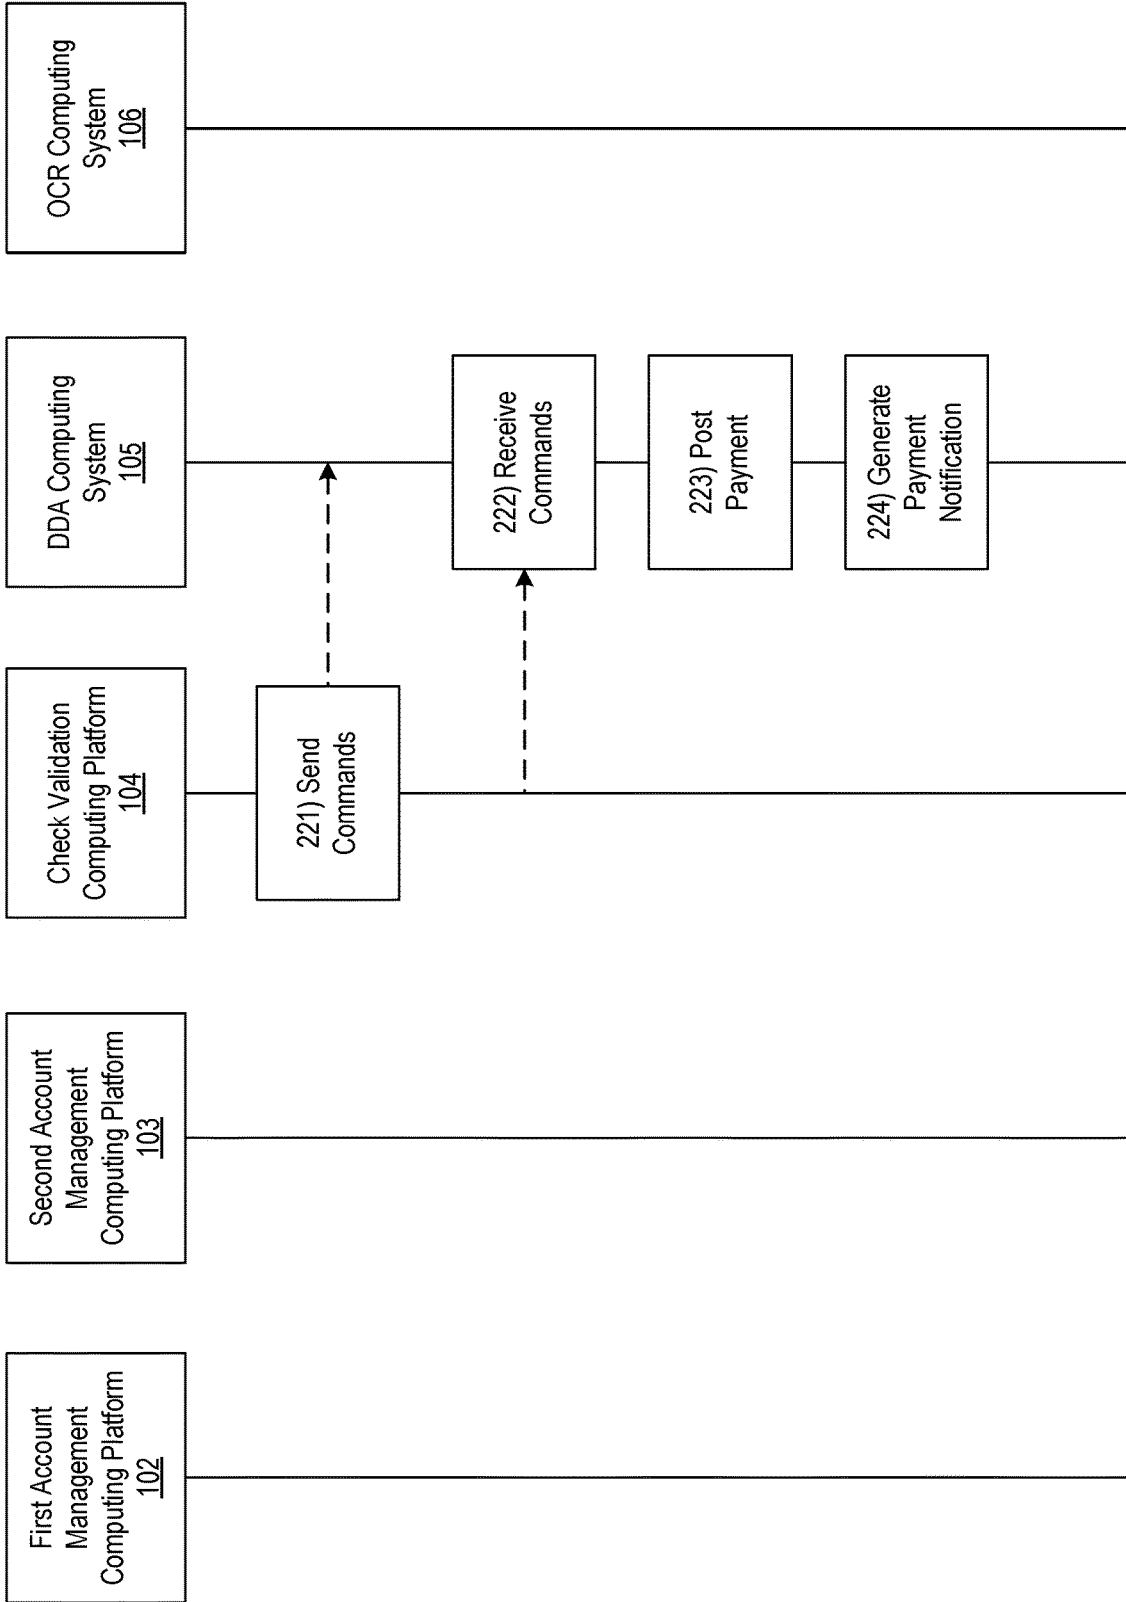 First Account
Management
Computing Platform
102
Second Account
Management
Computing Platform
103
Check Validation
Computing Platform
104
DDA Computing
System
105
OCR Computing
System
106
221) Send
Commands
222) Receive
Commands
223) Post
Payment
224) Generate
Payment
Notification